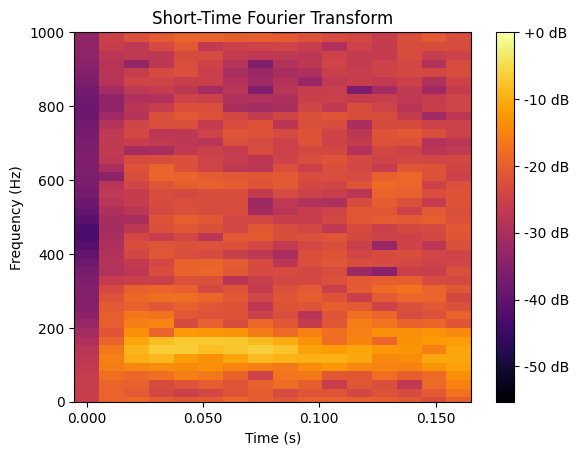 Short-Time Fourier Transform
1000
800
600
400
200
0
Frequency (Hz)
0.000
0.050
0.100
0.150
Time (s)
+0 dB
-10 dB
-20 dB
-30 dB
-40 dB
-50 dB